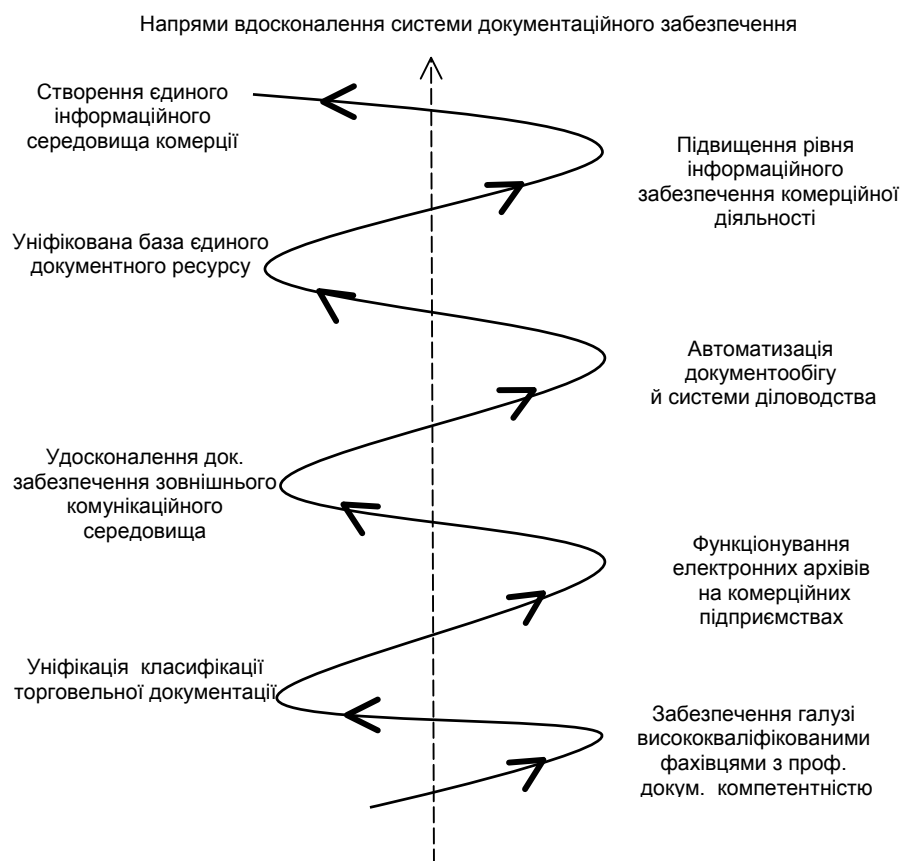 Напрями вдосконалення системи документаційного забезпечення
Створення єдиного
інформаційного
середовища комерції
Підвищення рівня
інформаційного
забезпечення комерційної
діяльності
Уніфікована база єдиного
документного ресурсу
Автоматизація
документообігу
й системи діловодства
Удосконалення док.
забезпечення зовнішнього
комунікаційного
середовища
Функціонування
електронних архівів
на комерційних
підприємствах
Уніфікація класифікації
торговельної документації
Забезпечення галузі
висококваліфікованими
фахівцями з проф.
докум. компетентністю